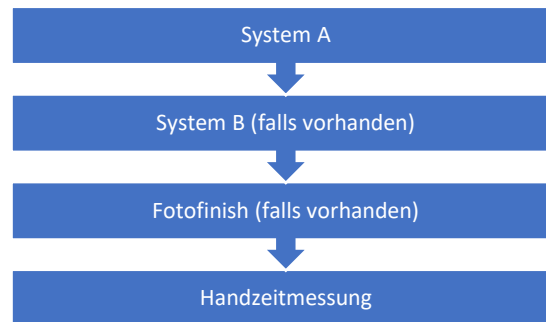 System A
System B (falls vorhanden)
Fotofinish (falls vorhanden)
Handzeitmessung